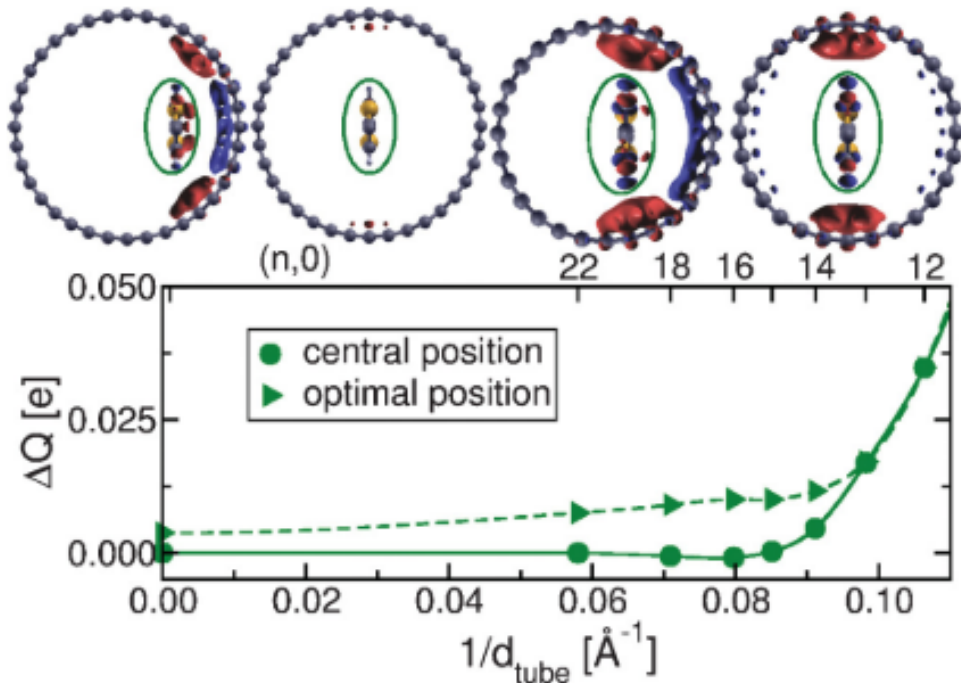 (n,0) 22 18 16 14 12
0.050
central position
optimal position
0.025
0.000
ΔQ [e]
0.00 0.02 0.04 0.06 0.08 0.10
1/d_tube [Å⁻¹]